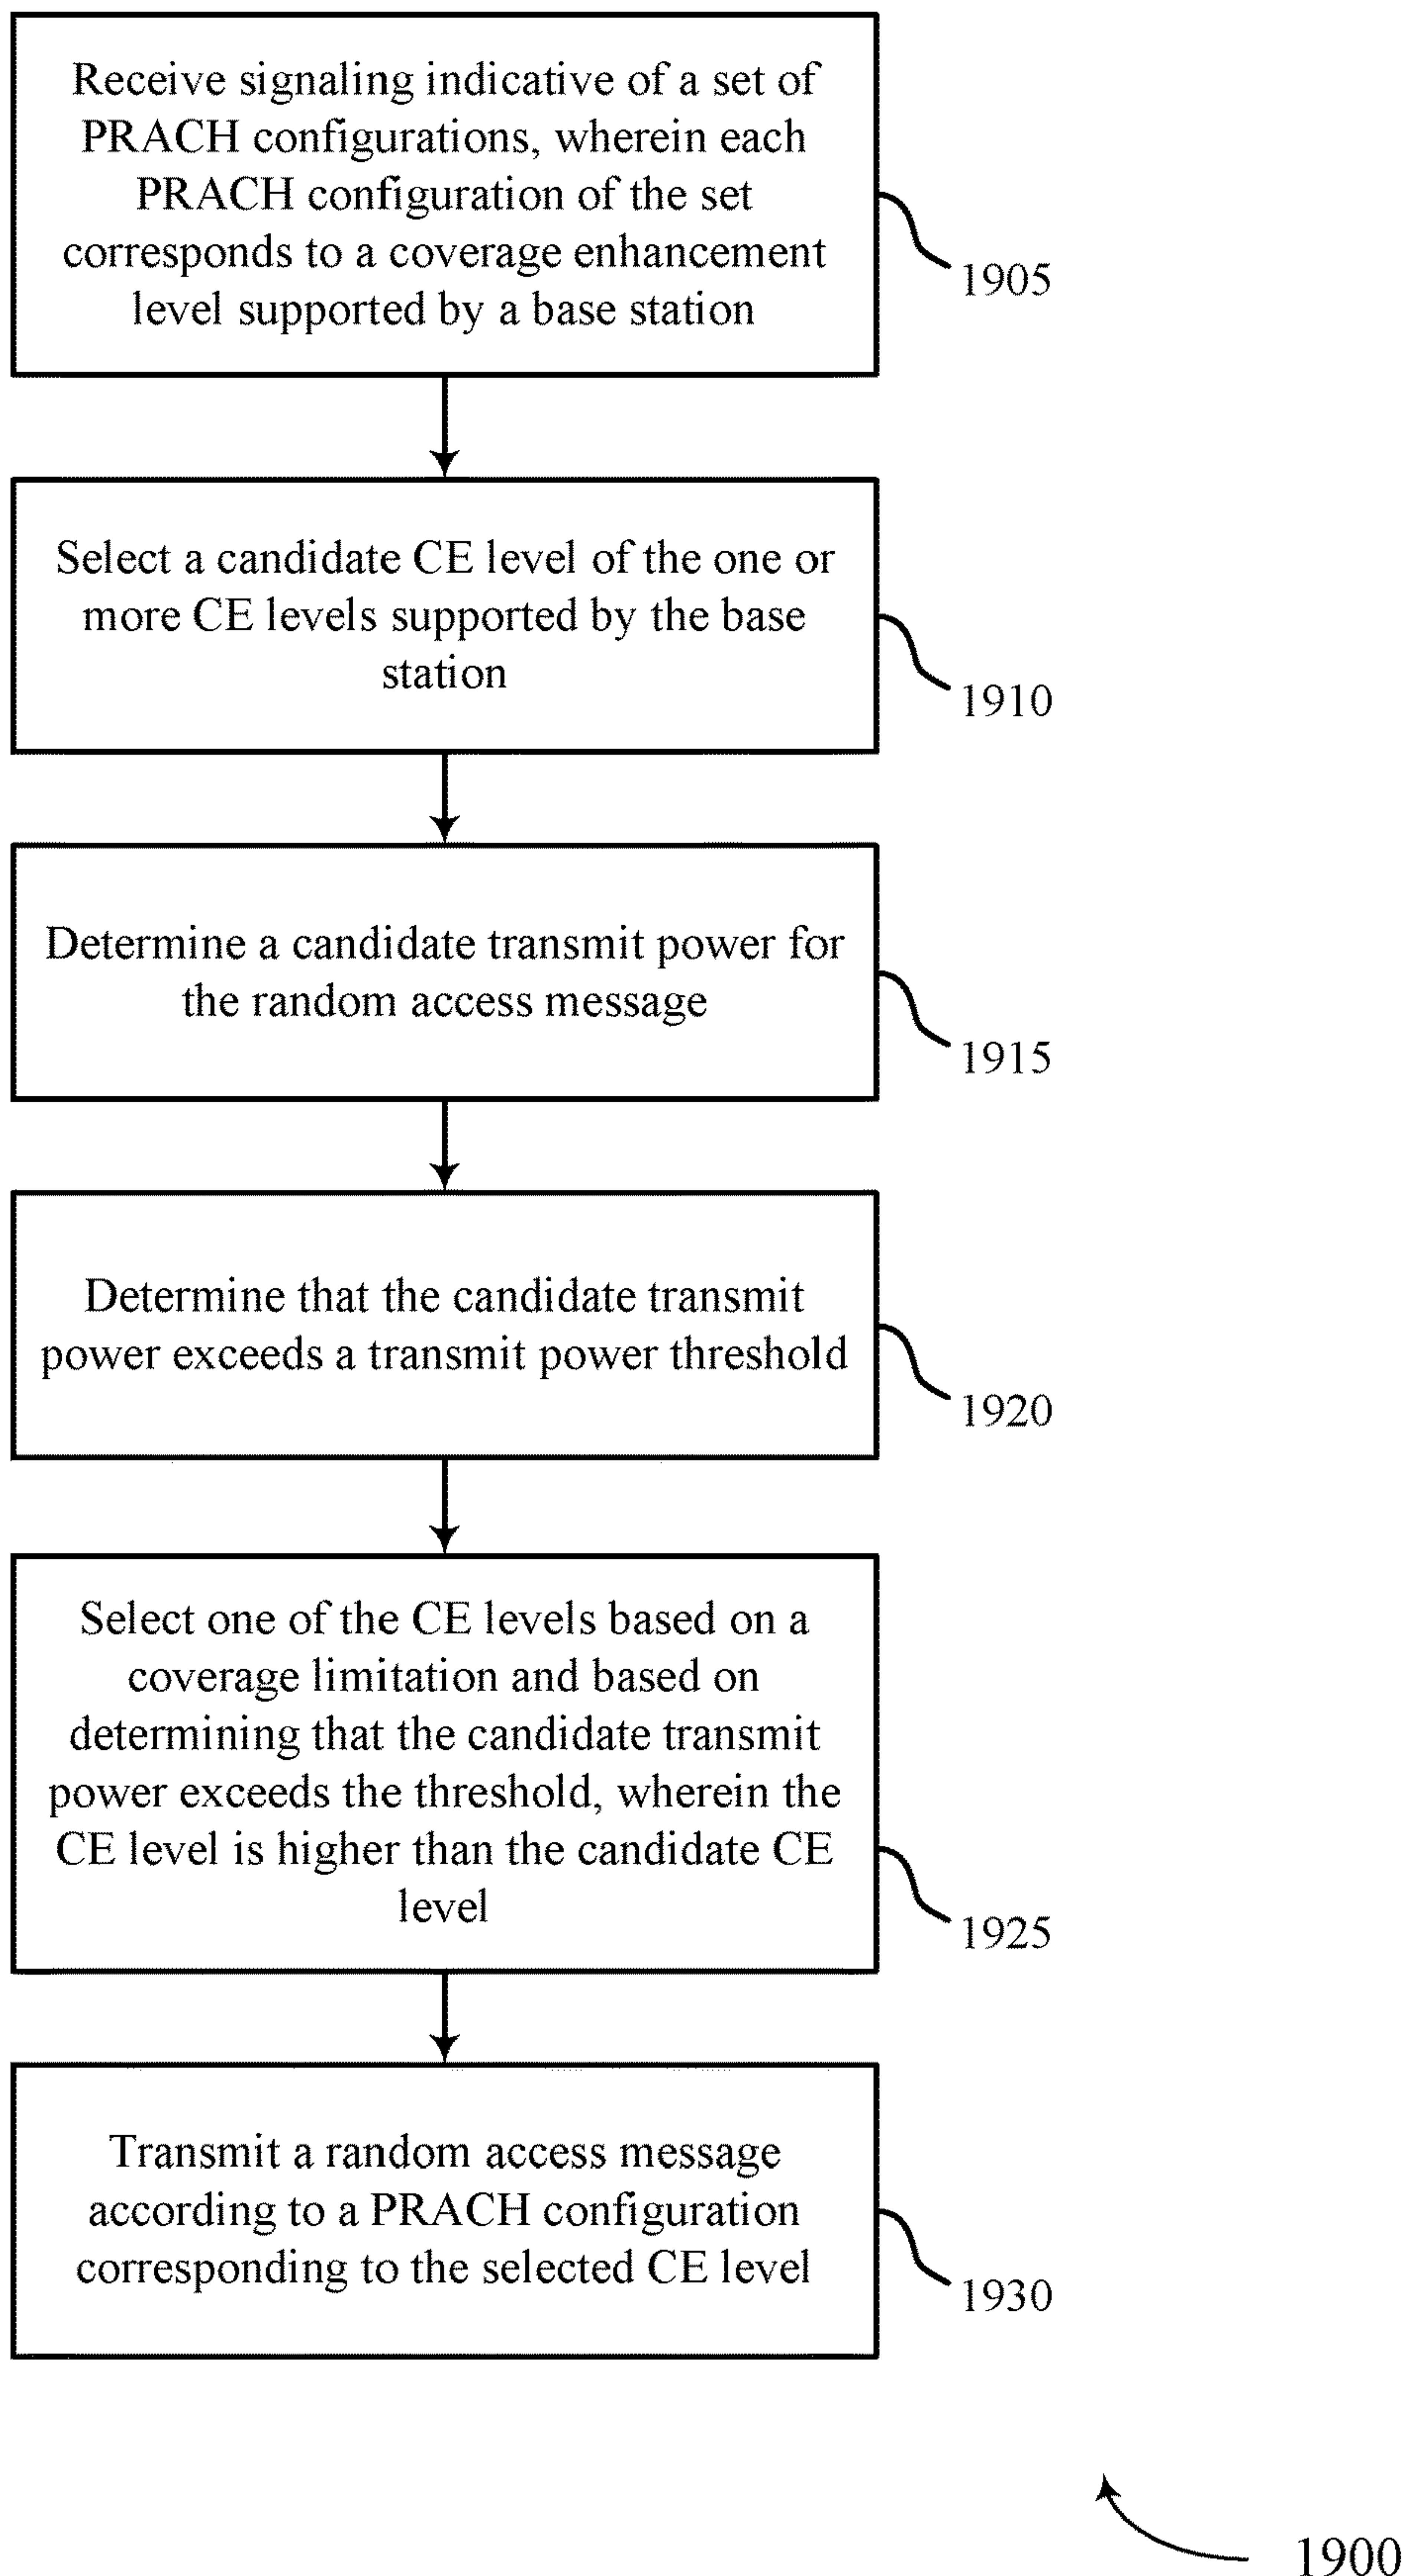 Receive signaling indicative of a set of
PRACH configurations, wherein each
PRACH configuration of the set
corresponds to a coverage enhancement
level supported by a base station
1905
Select a candidate CE level of the one or
more CE levels supported by the base
station
1910
Determine a candidate transmit power for
the random access message
1915
Determine that the candidate transmit
power exceeds a transmit power threshold
1920
Select one of the CE levels based on a
coverage limitation and based on
determining that the candidate transmit
power exceeds the threshold, wherein the
CE level is higher than the candidate CE
level
1925
Transmit a random access message
according to a PRACH configuration
corresponding to the selected CE level
1930
1900